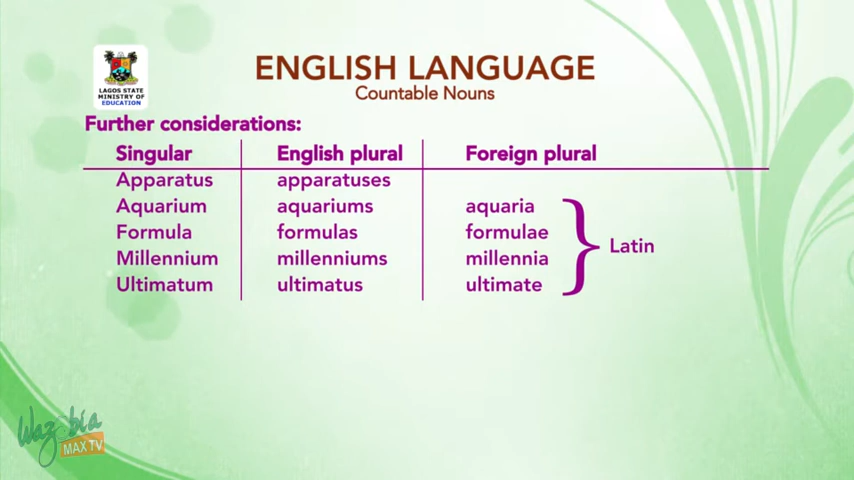 ENGLISH LANGUAGE
Countable Nouns
LAGOS STATE
MINISTRY OF
EDUCATION
Further considerations:
Singular English plural Foreign plural
Apparatus apparatuses
Aquarium aquariums aquaria
Formula formulas formulae
Latin
Millennium millenniums millennia
Ultimatum ultimatus ultimate
Wazobia
MAX TV